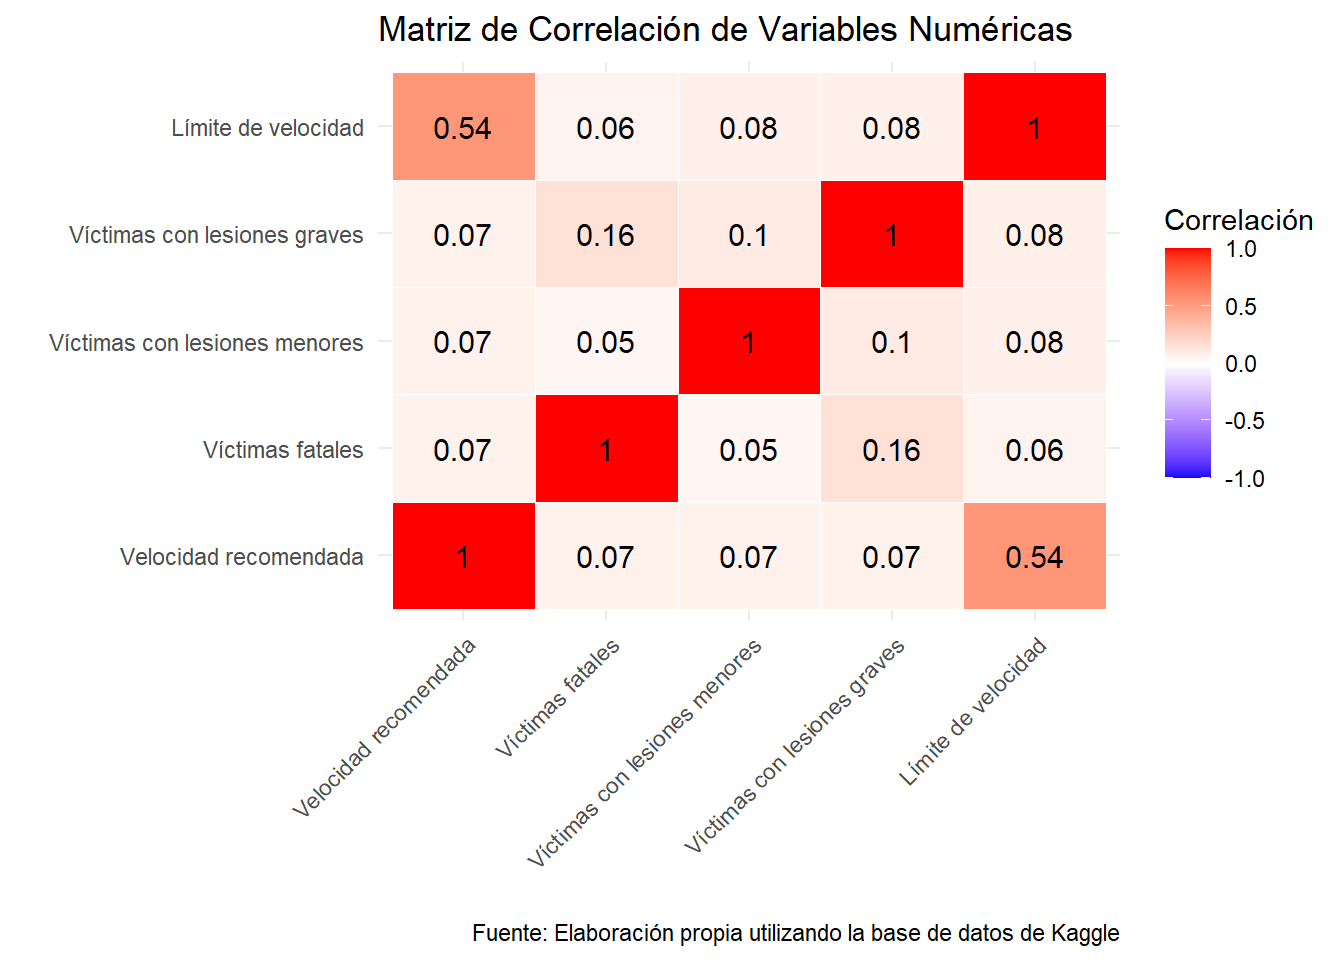 Matriz de Correlación de Variables Numéricas
Límite de velocidad 0.54 0.06 0.08 0.08 1
Víctimas con lesiones graves 0.07 0.16 0.1 1 0.08
Víctimas con lesiones menores 0.07 0.05 1 0.1 0.08
Víctimas fatales 0.07 1 0.05 0.16 0.06
Velocidad recomendada 1 0.07 0.07 0.07 0.54
Velocidad recomendada
Víctimas fatales
Víctimas con lesiones menores
Víctimas con lesiones graves
Límite de velocidad
Correlación
1.0
0.5
0.0
-0.5
-1.0
Fuente: Elaboración propia utilizando la base de datos de Kaggle